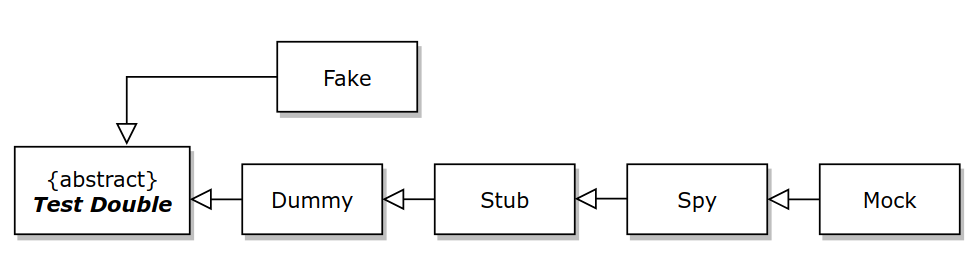 Fake
{abstract}
Test Double
Dummy
Stub
Spy
Mock